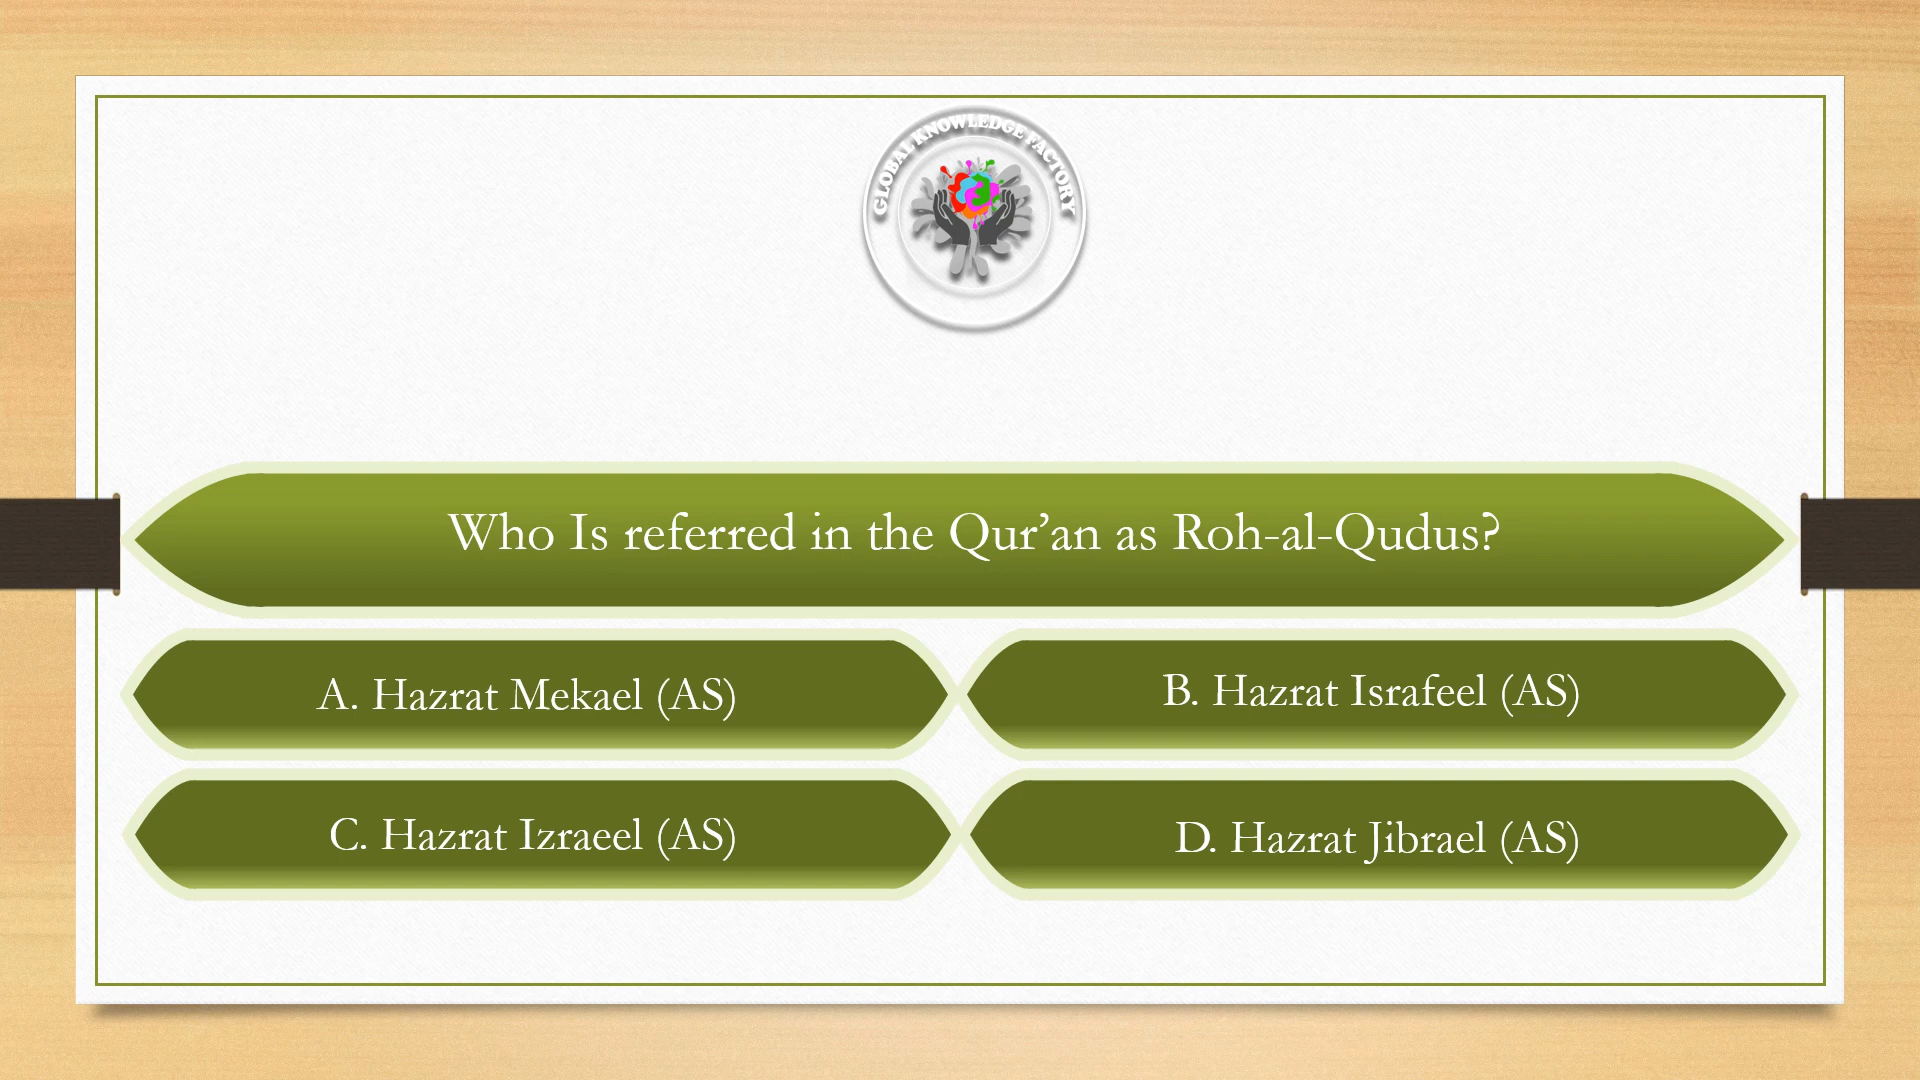 GLOBAL KNOWLEDGE FACTORY
Who Is referred in the Qur’an as Roh-al-Qudus?
A. Hazrat Mekael (AS)
B. Hazrat Israfeel (AS)
C. Hazrat Izraeel (AS)
D. Hazrat Jibrael (AS)